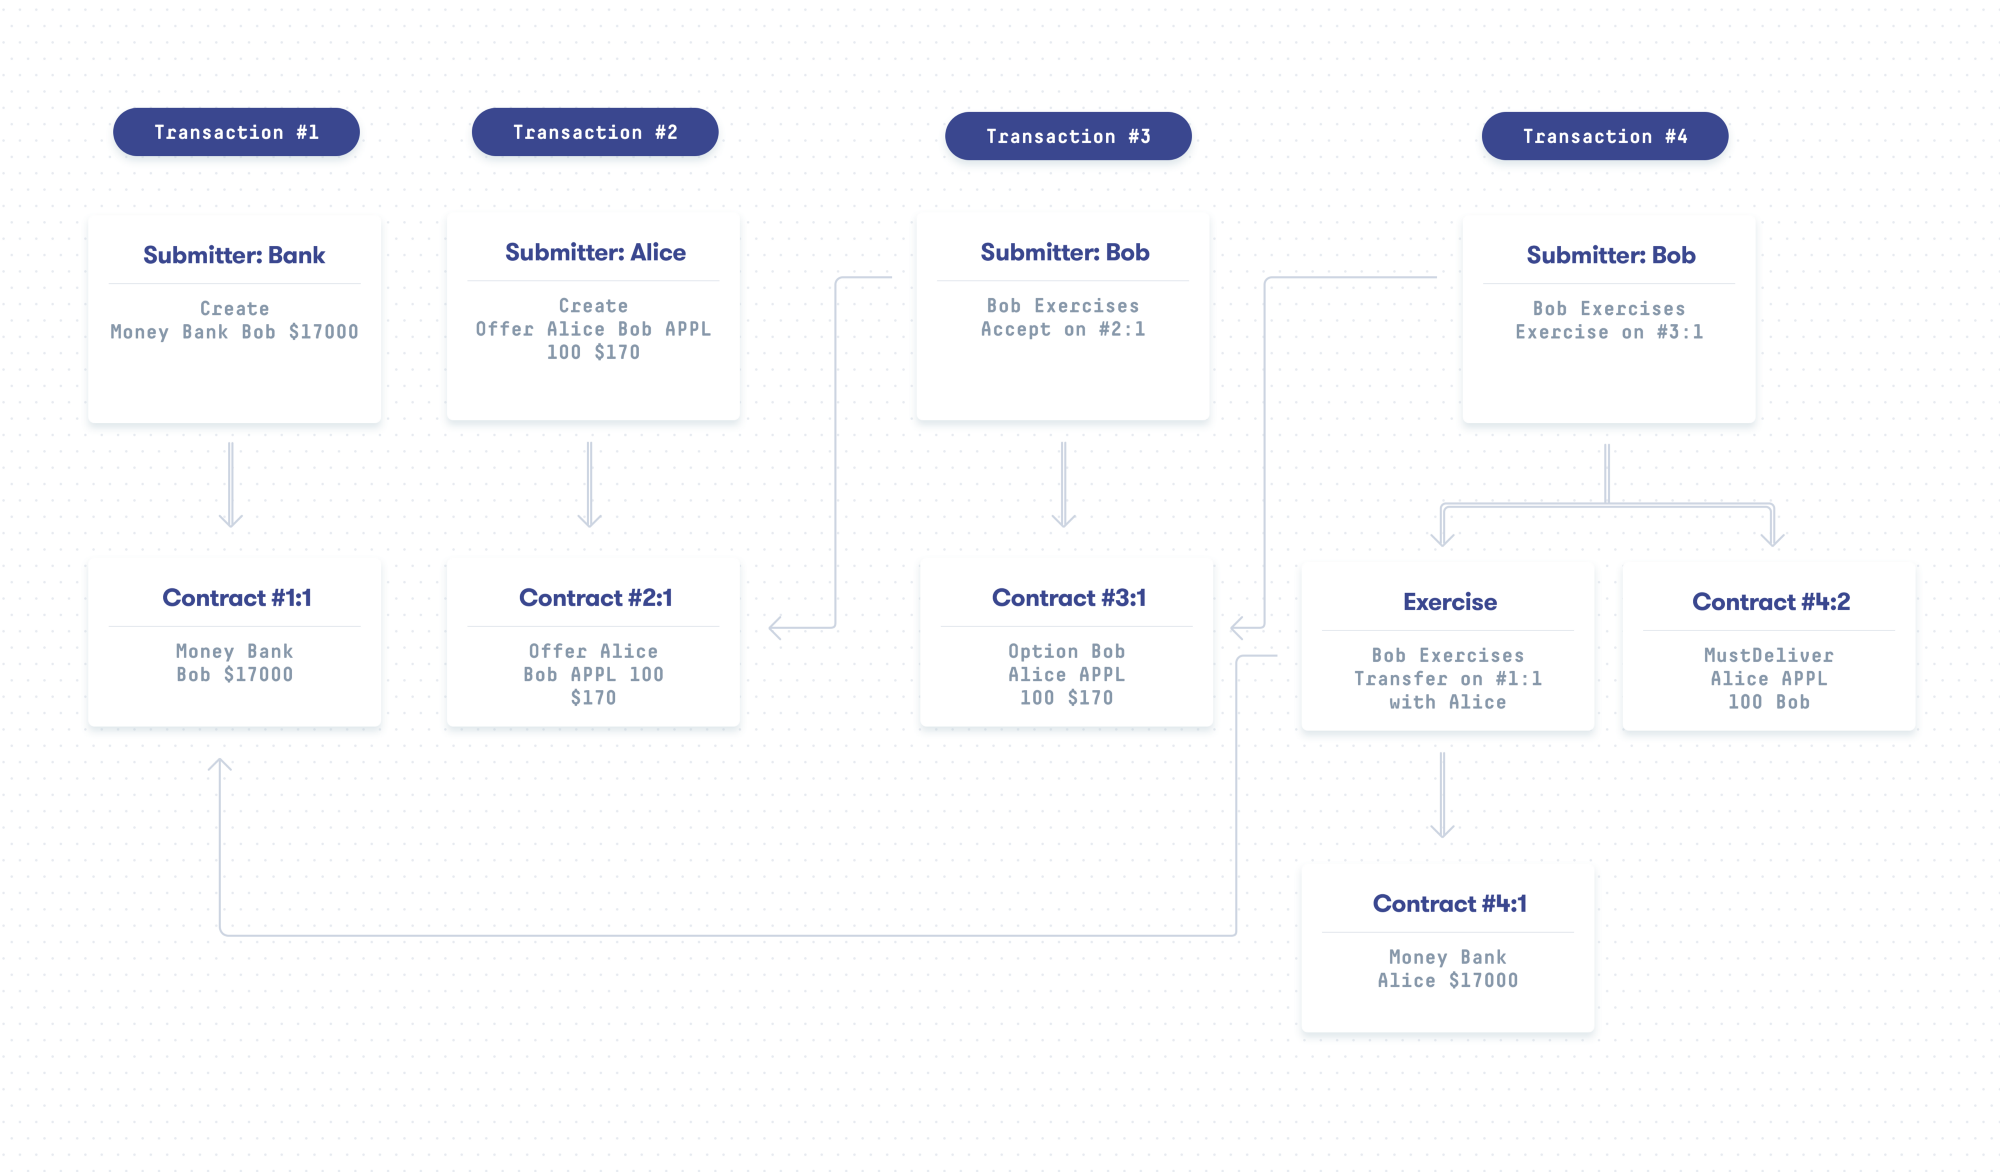 Transaction #1
Transaction #2
Transaction #3
Transaction #4
Submitter: Bank
Create
Money Bank Bob $17000
Submitter: Alice
Create
Offer Alice Bob APPL
100 $170
Submitter: Bob
Bob Exercises
Accept on #2:1
Submitter: Bob
Bob Exercises
Exercise on #3:1
Contract #1:1
Money Bank
Bob $17000
Contract #2:1
Offer Alice
Bob APPL 100
$170
Contract #3:1
Option Bob
Alice APPL
100 $170
Exercise
Bob Exercises
Transfer on #1:1
with Alice
Contract #4:2
MustDeliver
Alice APPL
100 Bob
Contract #4:1
Money Bank
Alice $17000